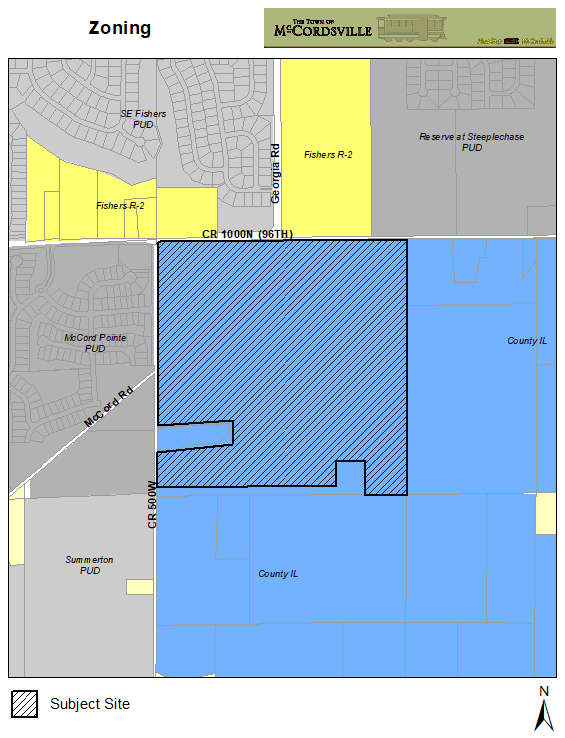 Zoning
THE TOWN OF
MCCORDSVILLE
SE Fishers
PUD
Georgia Rd
Fishers R-2
Reserve at Steeplechase
PUD
Fishers R-2
CR 1000N (96TH)
McCord Pointe
PUD
County IL
McCord Rd
CR 500W
Summerton
PUD
County IL
Subject Site
N